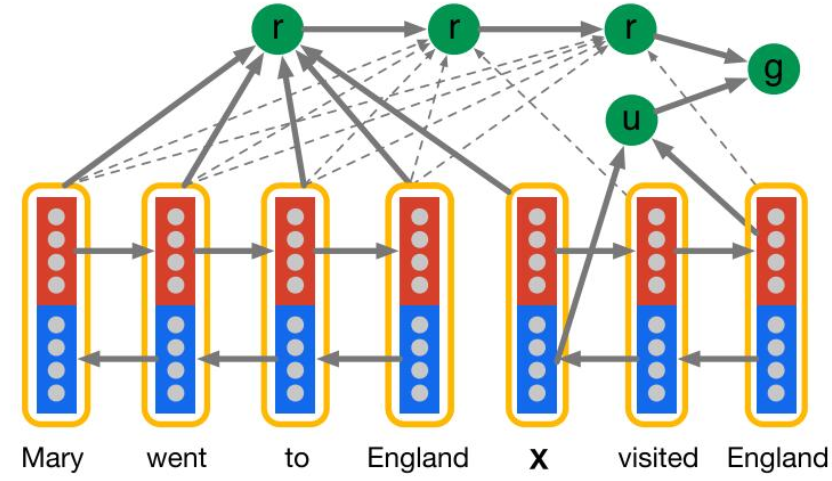 r r r
g
u
Mary went to England X visited England